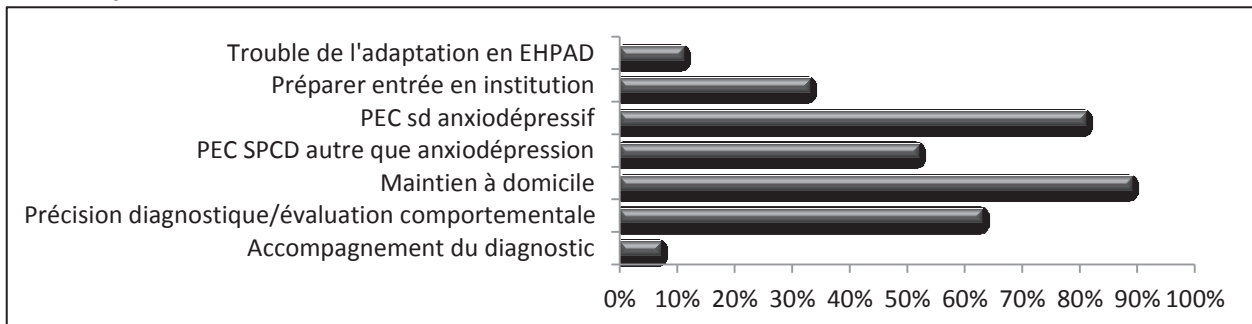 Trouble de l'adaptation en EHPAD
Préparer entrée en institution
PEC sd anxiodépressif
PEC SPCD autre que anxiodépression
Maintien à domicile
Précision diagnostique/évaluation comportementale
Accompagnement du diagnostic
0% 10% 20% 30% 40% 50% 60% 70% 80% 90% 100%